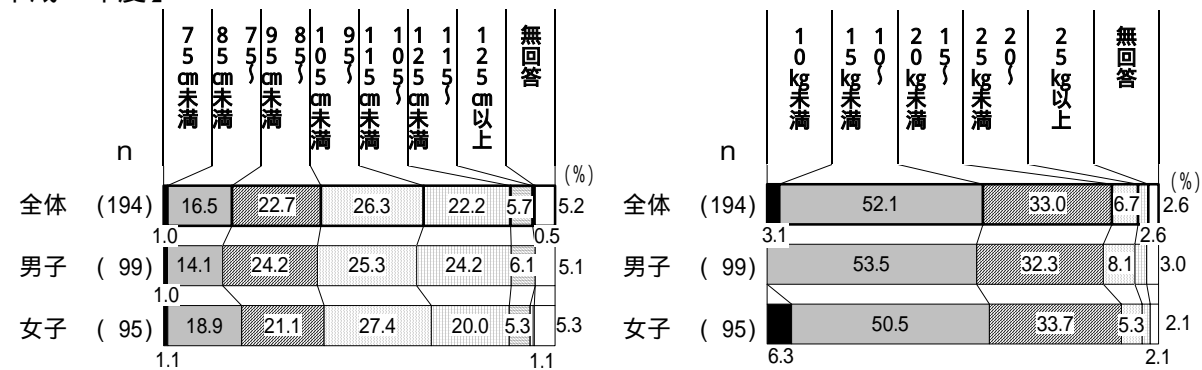 75㎝未満 75〜85㎝未満 85〜95㎝未満 95〜105㎝未満 105〜115㎝未満 115〜125㎝未満 125㎝以上 無回答
n
(%)
全体 (194) 16.5 22.7 26.3 22.2 5.7 5.2
1.0 0.5
男子 ( 99) 14.1 24.2 25.3 24.2 6.1 5.1
1.0
女子 ( 95) 18.9 21.1 27.4 20.0 5.3 5.3
1.1 1.1
10㎏未満 10〜15㎏未満 15〜20㎏未満 20〜25㎏未満 25㎏以上 無回答
n
(%)
全体 (194) 52.1 33.0 6.7 2.6
3.1 2.6
男子 ( 99) 53.5 32.3 8.1 3.0
女子 ( 95) 50.5 33.7 5.3 2.1
6.3 2.1